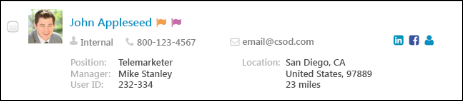 John Appleseed
Internal 800-123-4567 email@csod.com
Position: Telemarketer Location: San Diego, CA
Manager: Mike Stanley United States, 97889
User ID: 232-334 23 miles